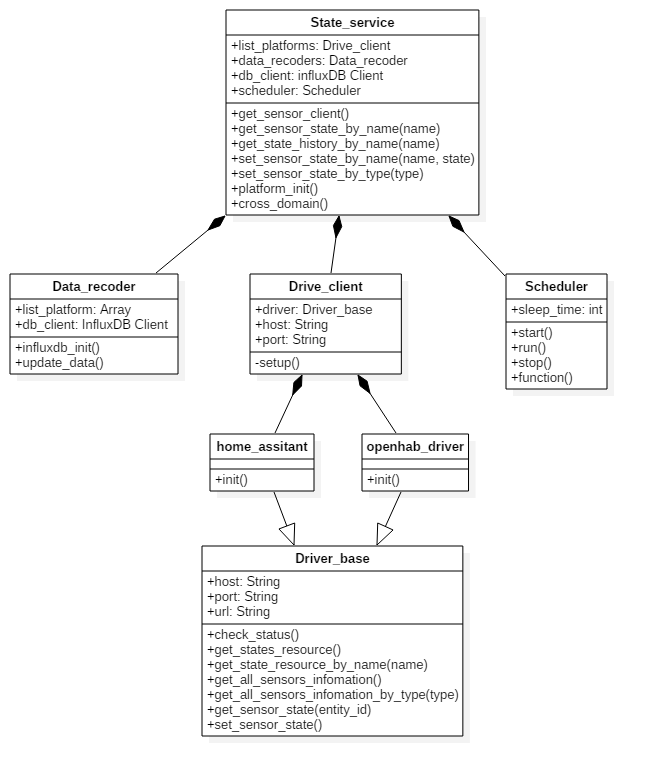 State_service
+list_platforms: Drive_client
+data_recoders: Data_recoder
+db_client: influxDB Client
+scheduler: Scheduler
+get_sensor_client()
+get_sensor_state_by_name(name)
+get_state_history_by_name(name)
+set_sensor_state_by_name(name, state)
+set_sensor_state_by_type(type)
+platform_init()
+cross_domain()
Data_recoder
+list_platform: Array
+db_client: InfluxDB Client
+influxdb_init()
+update_data()
Drive_client
+driver: Driver_base
+host: String
+port: String
-setup()
Scheduler
+sleep_time: int
+start()
+run()
+stop()
+function()
home_assitant
+init()
openhab_driver
+init()
Driver_base
+host: String
+port: String
+url: String
+check_status()
+get_states_resource()
+get_state_resource_by_name(name)
+get_all_sensors_infomation()
+get_all_sensors_infomation_by_type(type)
+get_sensor_state(entity_id)
+set_sensor_state()